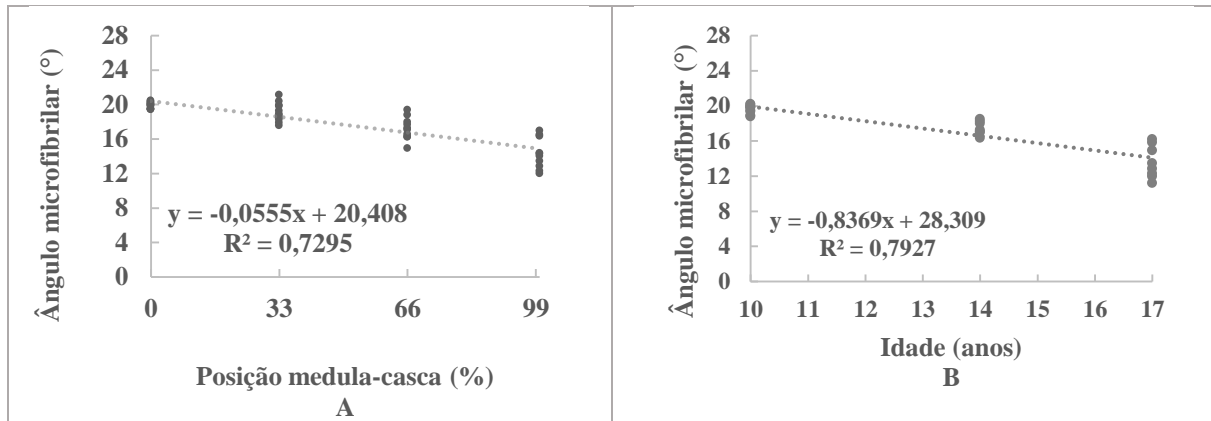 Ângulo microfibrilar (°)
28
24
20
16
12
8
4
0
y = -0,0555x + 20,408
R² = 0,7295
0 33 66 99
Posição medula-casca (%)
A
Ângulo microfibrilar (°)
28
24
20
16
12
8
4
0
y = -0,8369x + 28,309
R² = 0,7927
10 11 12 13 14 15 16 17
Idade (anos)
B